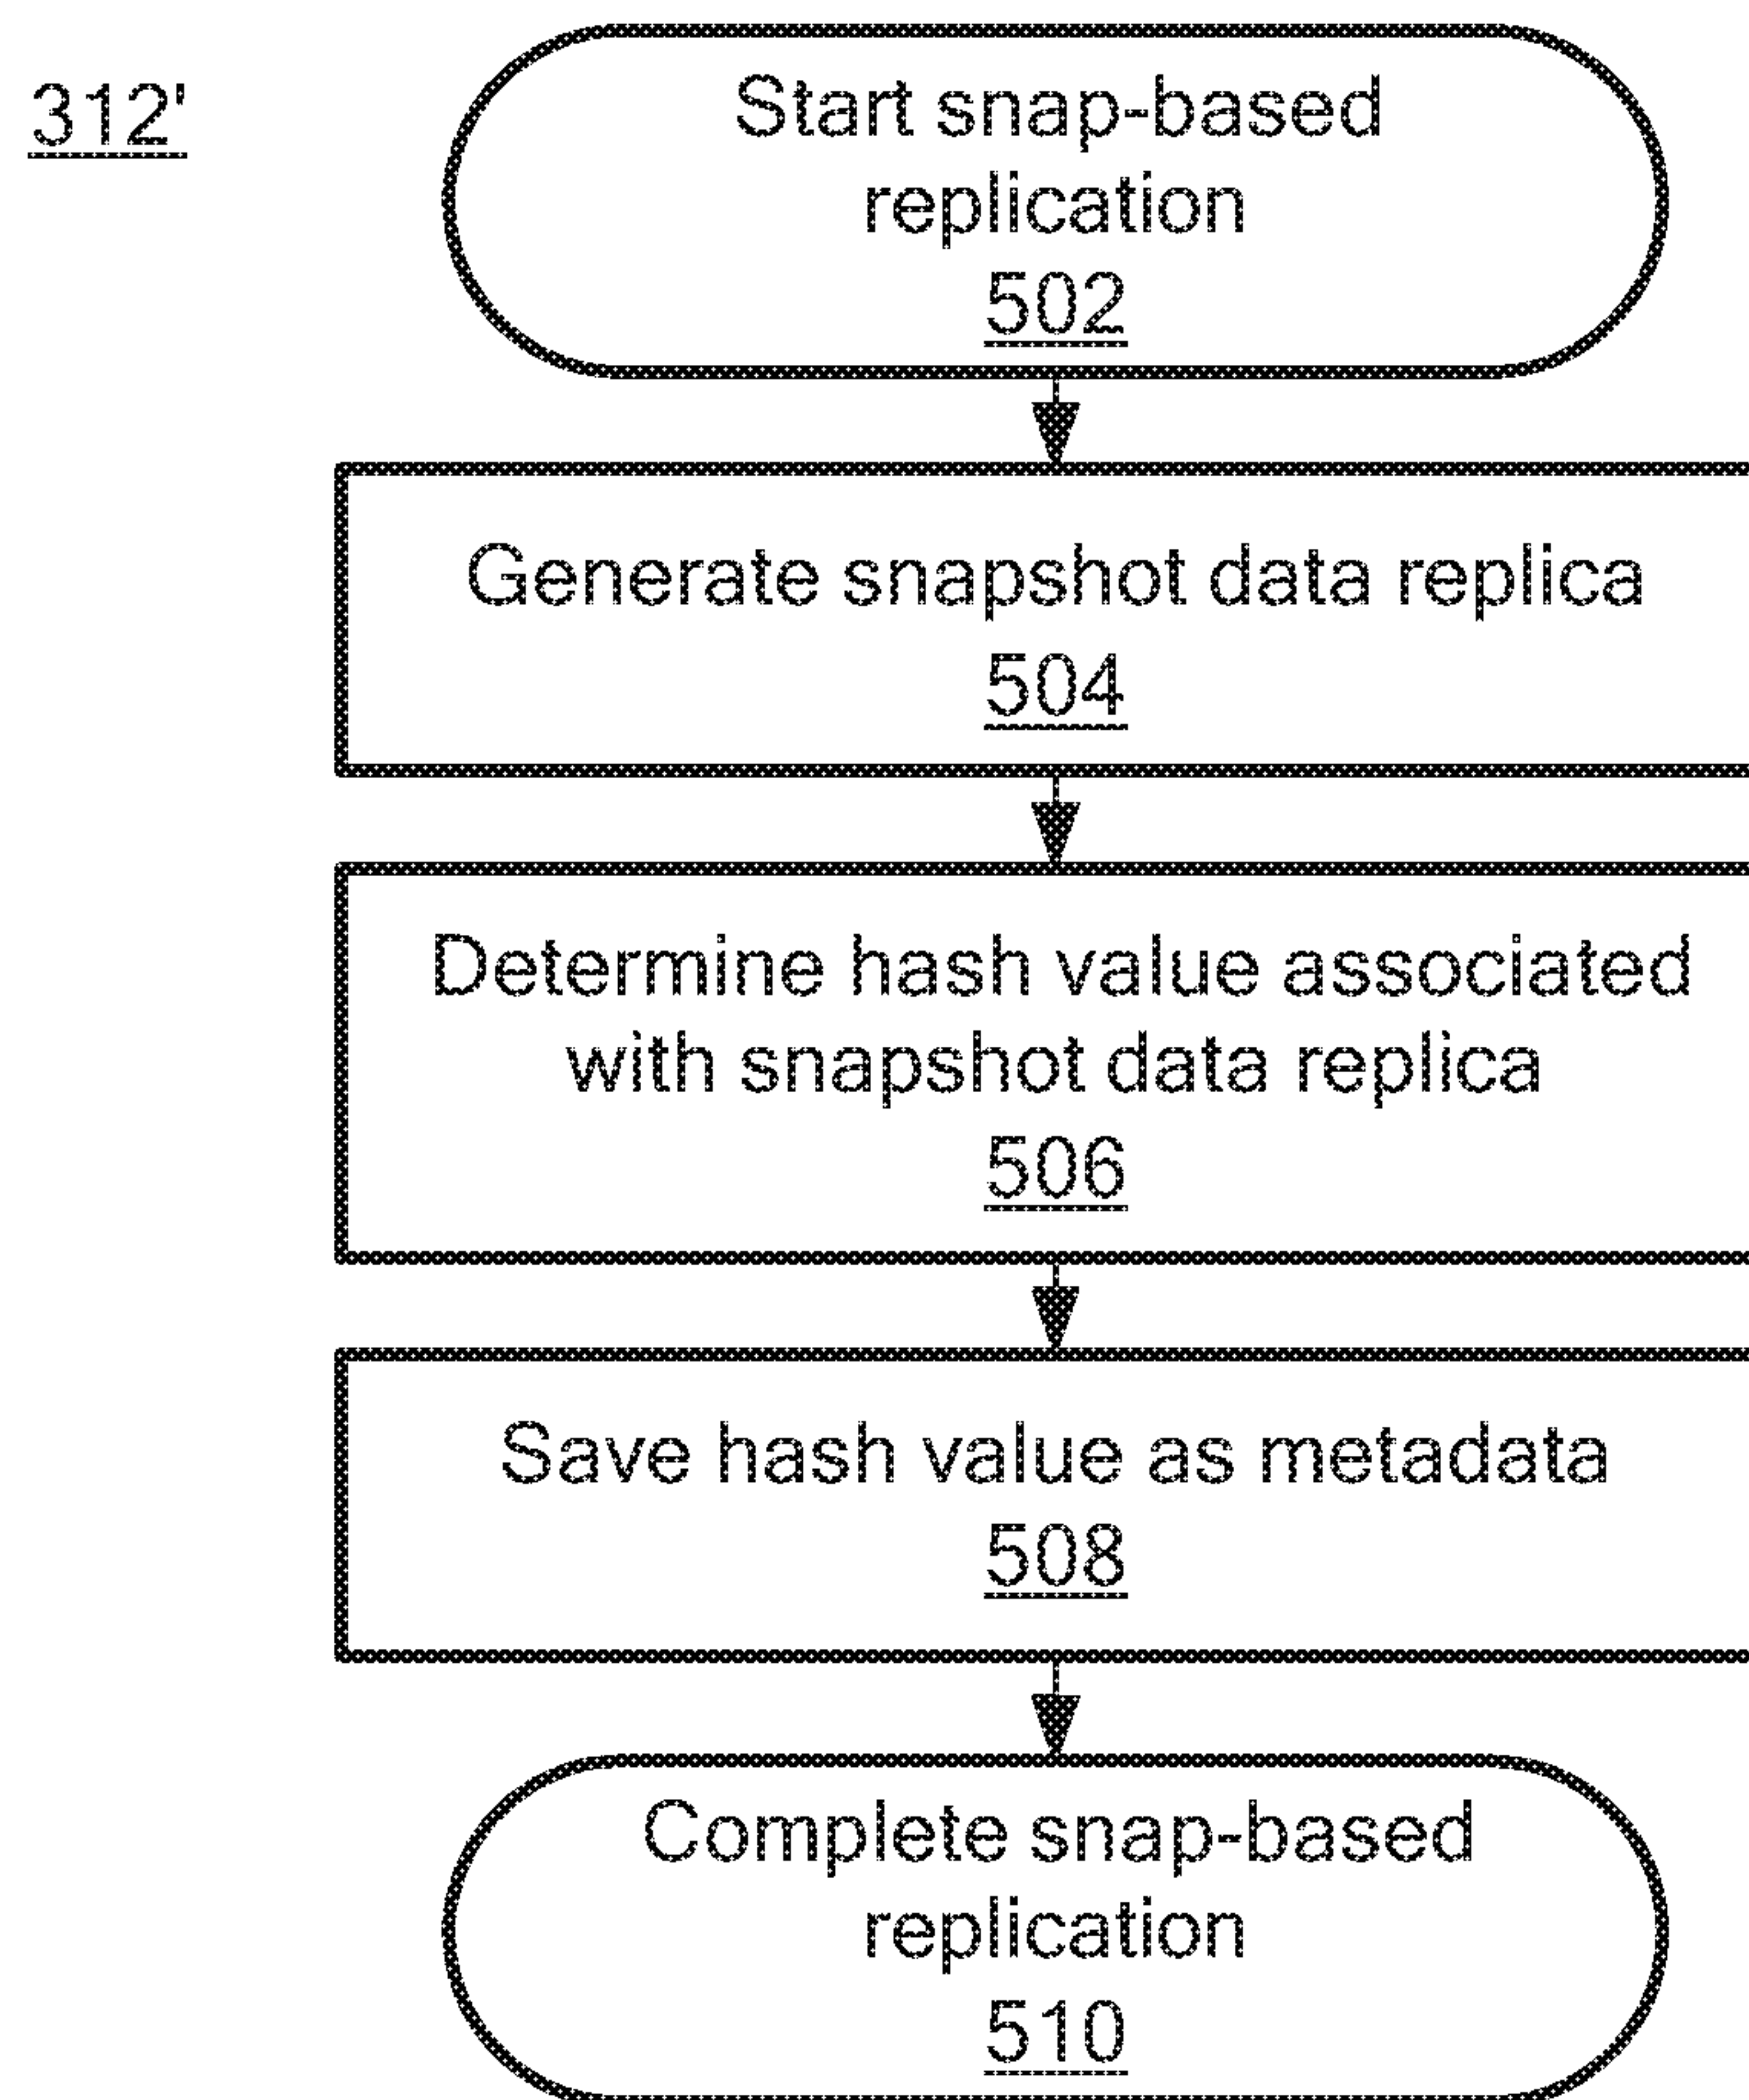 312'
Start snap-based
replication
502
Generate snapshot data replica
504
Determine hash value associated
with snapshot data replica
506
Save hash value as metadata
508
Complete snap-based
replication
510